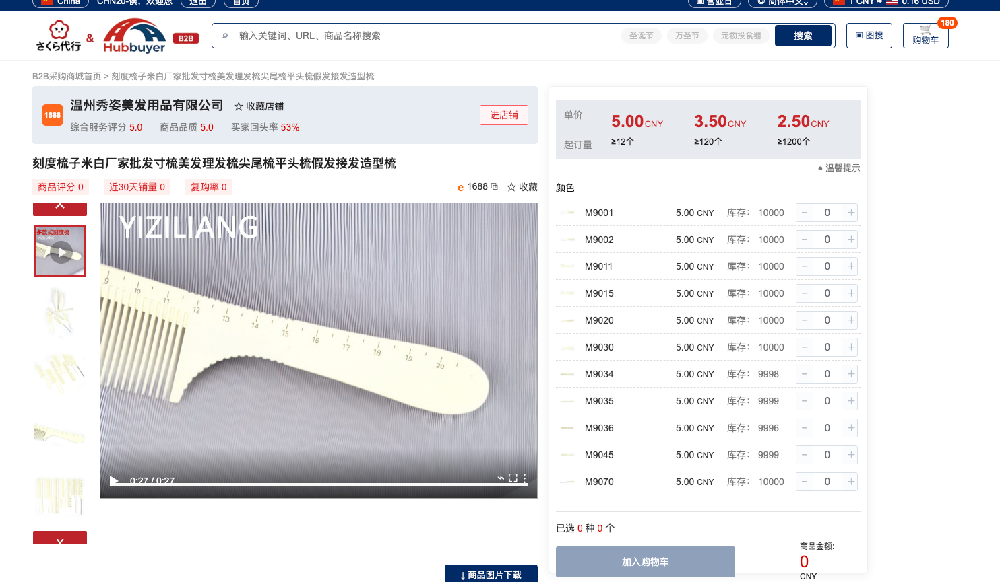 China
CHN20-侯，欢迎您
退出
首页
营业日
简体中文
1 CNY ≈ 0.16 USD
さくら代行
&
Hubbuyer
B2B
输入关键词、URL、商品名称搜索
圣诞节
万圣节
宠物投食器
搜索
图搜
购物车
180
B2B采购商城首页 > 刻度梳子米白厂家批发寸梳美发理发梳尖尾梳平头梳假发接发造型梳
1688
温州秀姿美发用品有限公司
☆ 收藏店铺
综合服务评分 5.0 商品品质 5.0 买家回头率 53%
进店铺
刻度梳子米白厂家批发寸梳美发理发梳尖尾梳平头梳假发接发造型梳
商品评分 0
近30天销量 0
复购率 0
1688
☆ 收藏
多款式刻度梳
YIZILIANG
YIZILIANG
9 10 11 12 13 14 15 16 17 18 19 20
0:27 / 0:27
↓商品图片下载
单价 5.00CNY 3.50CNY 2.50CNY
起订量 ≥12个 ≥120个 ≥1200个
● 温馨提示
颜色
M9001 5.00 CNY 库存： 10000 − 0 +
M9002 5.00 CNY 库存： 10000 − 0 +
M9011 5.00 CNY 库存： 10000 − 0 +
M9015 5.00 CNY 库存： 10000 − 0 +
M9020 5.00 CNY 库存： 10000 − 0 +
M9030 5.00 CNY 库存： 10000 − 0 +
M9034 5.00 CNY 库存： 9998 − 0 +
M9035 5.00 CNY 库存： 9999 − 0 +
M9036 5.00 CNY 库存： 9996 − 0 +
M9045 5.00 CNY 库存： 9999 − 0 +
M9070 5.00 CNY 库存： 10000 − 0 +
已选 0 种 0 个
加入购物车
商品金额:
0
CNY